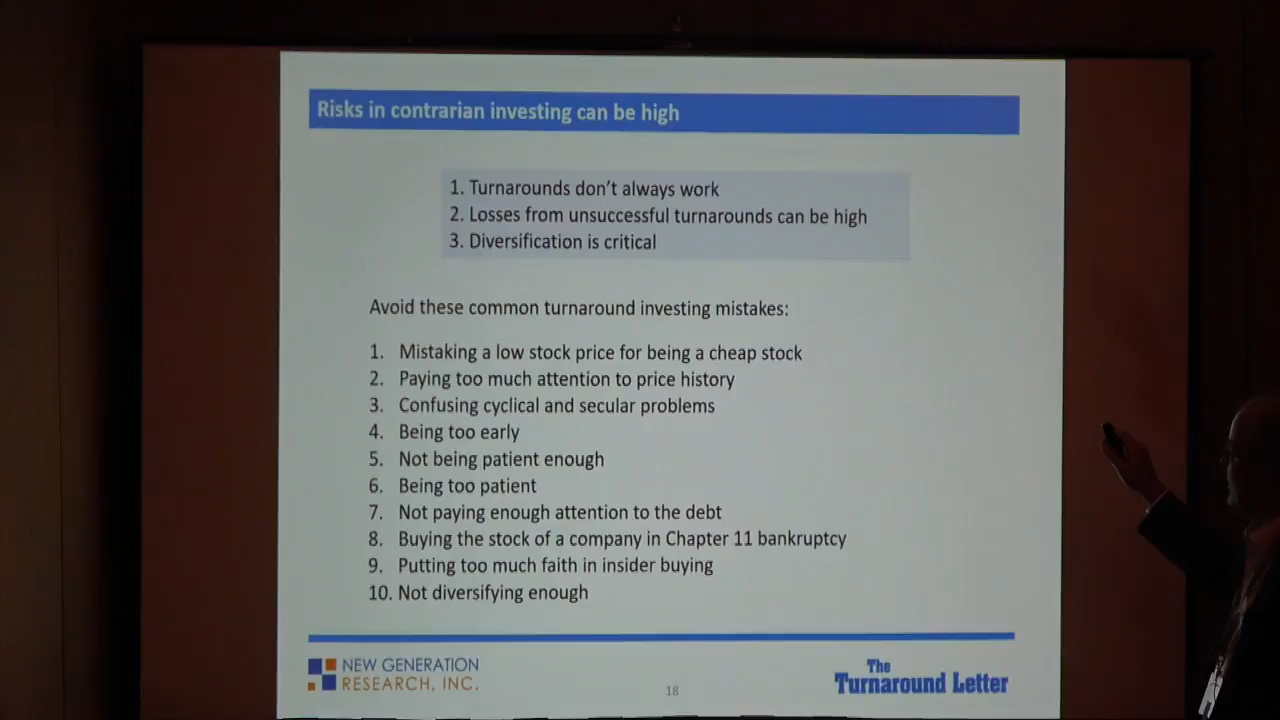 Risks in contrarian investing can be high
1. Turnarounds don't always work
2. Losses from unsuccessful turnarounds can be high
3. Diversification is critical
Avoid these common turnaround investing mistakes:
1. Mistaking a low stock price for being a cheap stock
2. Paying too much attention to price history
3. Confusing cyclical and secular problems
4. Being too early
5. Not being patient enough
6. Being too patient
7. Not paying enough attention to the debt
8. Buying the stock of a company in Chapter 11 bankruptcy
9. Putting too much faith in insider buying
10. Not diversifying enough
NEW GENERATION
RESEARCH, INC.
18
The
Turnaround Letter